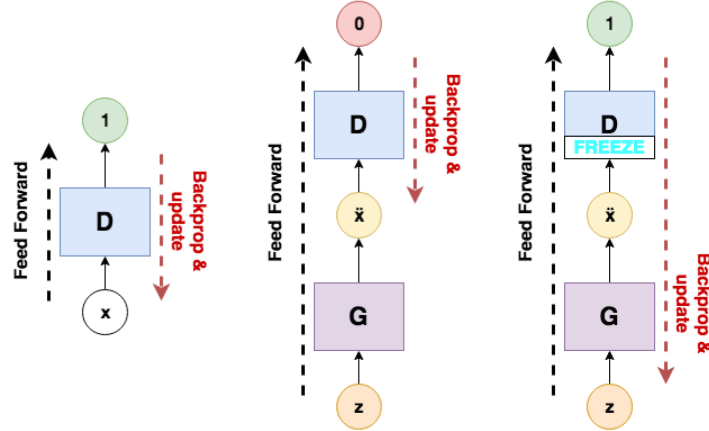 1
Feed Forward
D
Backprop &
update
x
0
Feed Forward
D
Backprop &
update
ẍ
G
z
1
Feed Forward
D
FREEZE
ẍ
G
Backprop &
update
z